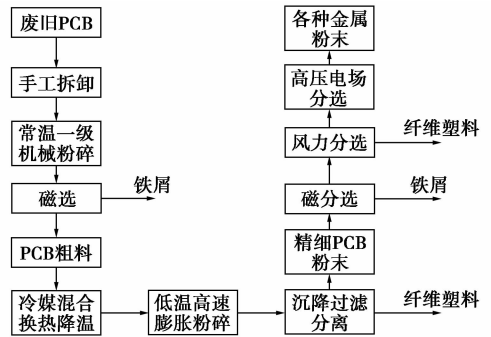 废旧PCB
手工拆卸
常温一级
机械粉碎
磁选
铁屑
PCB粗料
冷媒混合
换热降温
低温高速
膨胀粉碎
沉降过滤
分离
纤维塑料
精细PCB
粉末
磁分选
铁屑
风力分选
纤维塑料
高压电场
分选
各种金属
粉末